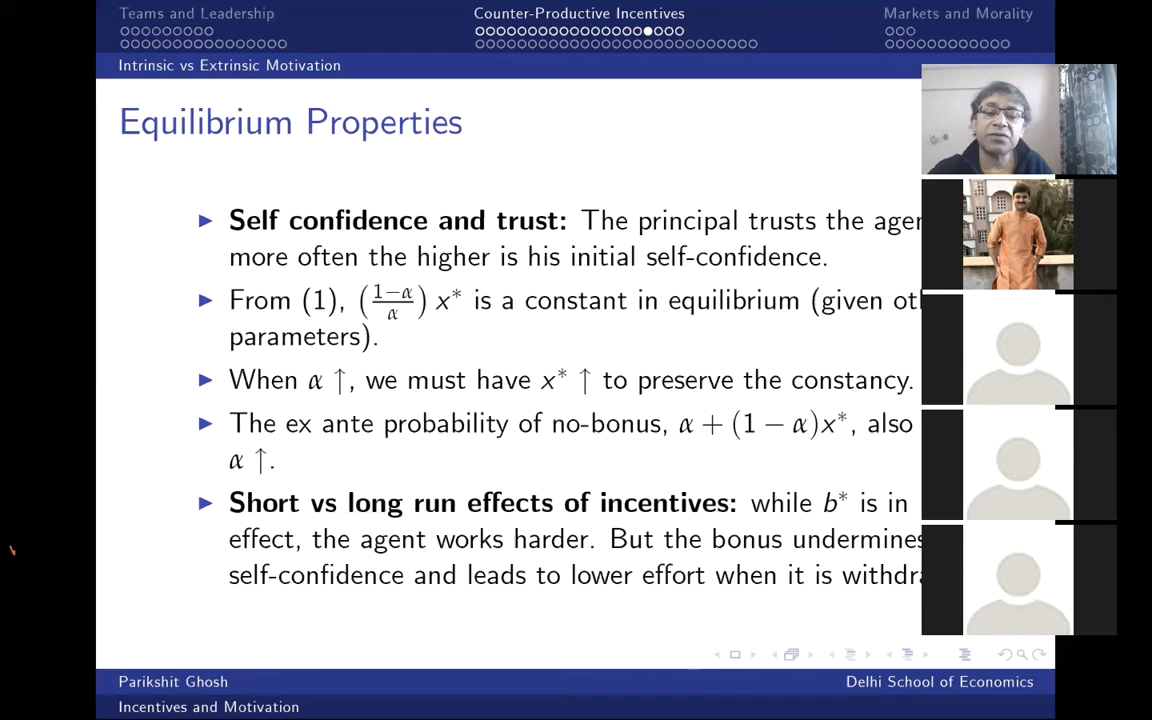 Teams and Leadership
Counter-Productive Incentives
Markets and Morality
Intrinsic vs Extrinsic Motivation
Equilibrium Properties
Self confidence and trust: The principal trusts the agen
more often the higher is his initial self-confidence.
From (1), (1−α/α) x* is a constant in equilibrium (given ot
parameters).
When α ↑, we must have x* ↑ to preserve the constancy.
The ex ante probability of no-bonus, α + (1 − α)x*, also
α ↑.
Short vs long run effects of incentives: while b* is in
effect, the agent works harder. But the bonus undermines
self-confidence and leads to lower effort when it is withdr
Parikshit Ghosh
Delhi School of Economics
Incentives and Motivation